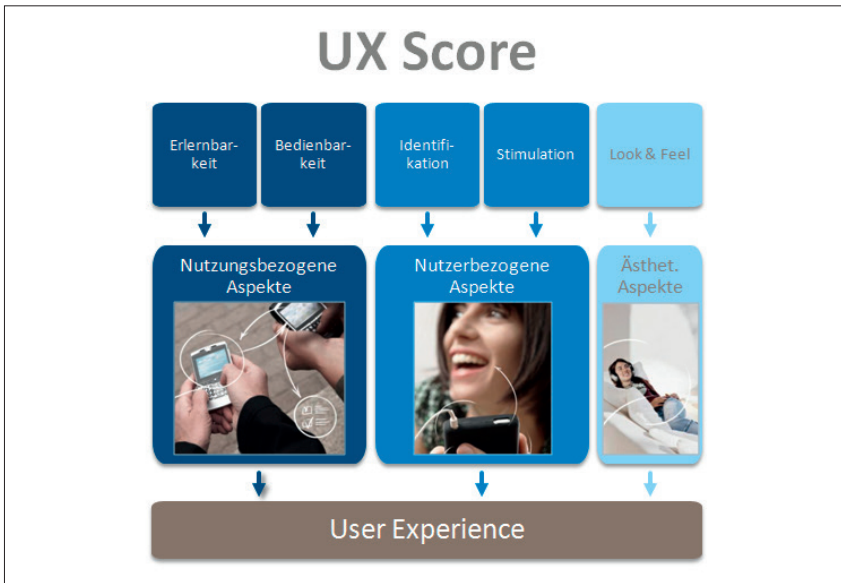 UX Score
Erlernbar-
keit
Bedienbar-
keit
Identifi-
kation
Stimulation
Look & Feel
Nutzungsbezogene
Aspekte
Nutzerbezogene
Aspekte
Ästhet.
Aspekte
User Experience